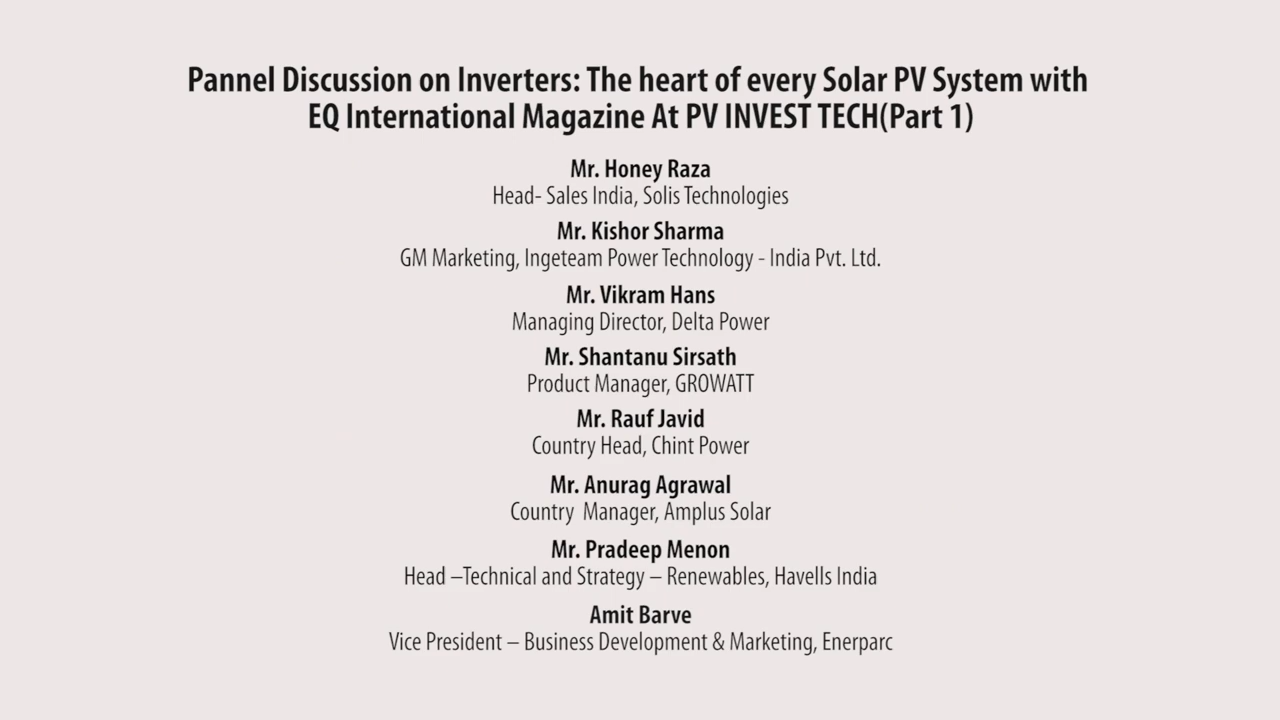 Pannel Discussion on Inverters: The heart of every Solar PV System with
EQ International Magazine At PV INVEST TECH(Part 1)
Mr. Honey Raza
Head- Sales India, Solis Technologies
Mr. Kishor Sharma
GM Marketing, Ingeteam Power Technology - India Pvt. Ltd.
Mr. Vikram Hans
Managing Director, Delta Power
Mr. Shantanu Sirsath
Product Manager, GROWATT
Mr. Rauf Javid
Country Head, Chint Power
Mr. Anurag Agrawal
Country  Manager, Amplus Solar
Mr. Pradeep Menon
Head –Technical and Strategy – Renewables, Havells India
Amit Barve
Vice President – Business Development & Marketing, Enerparc